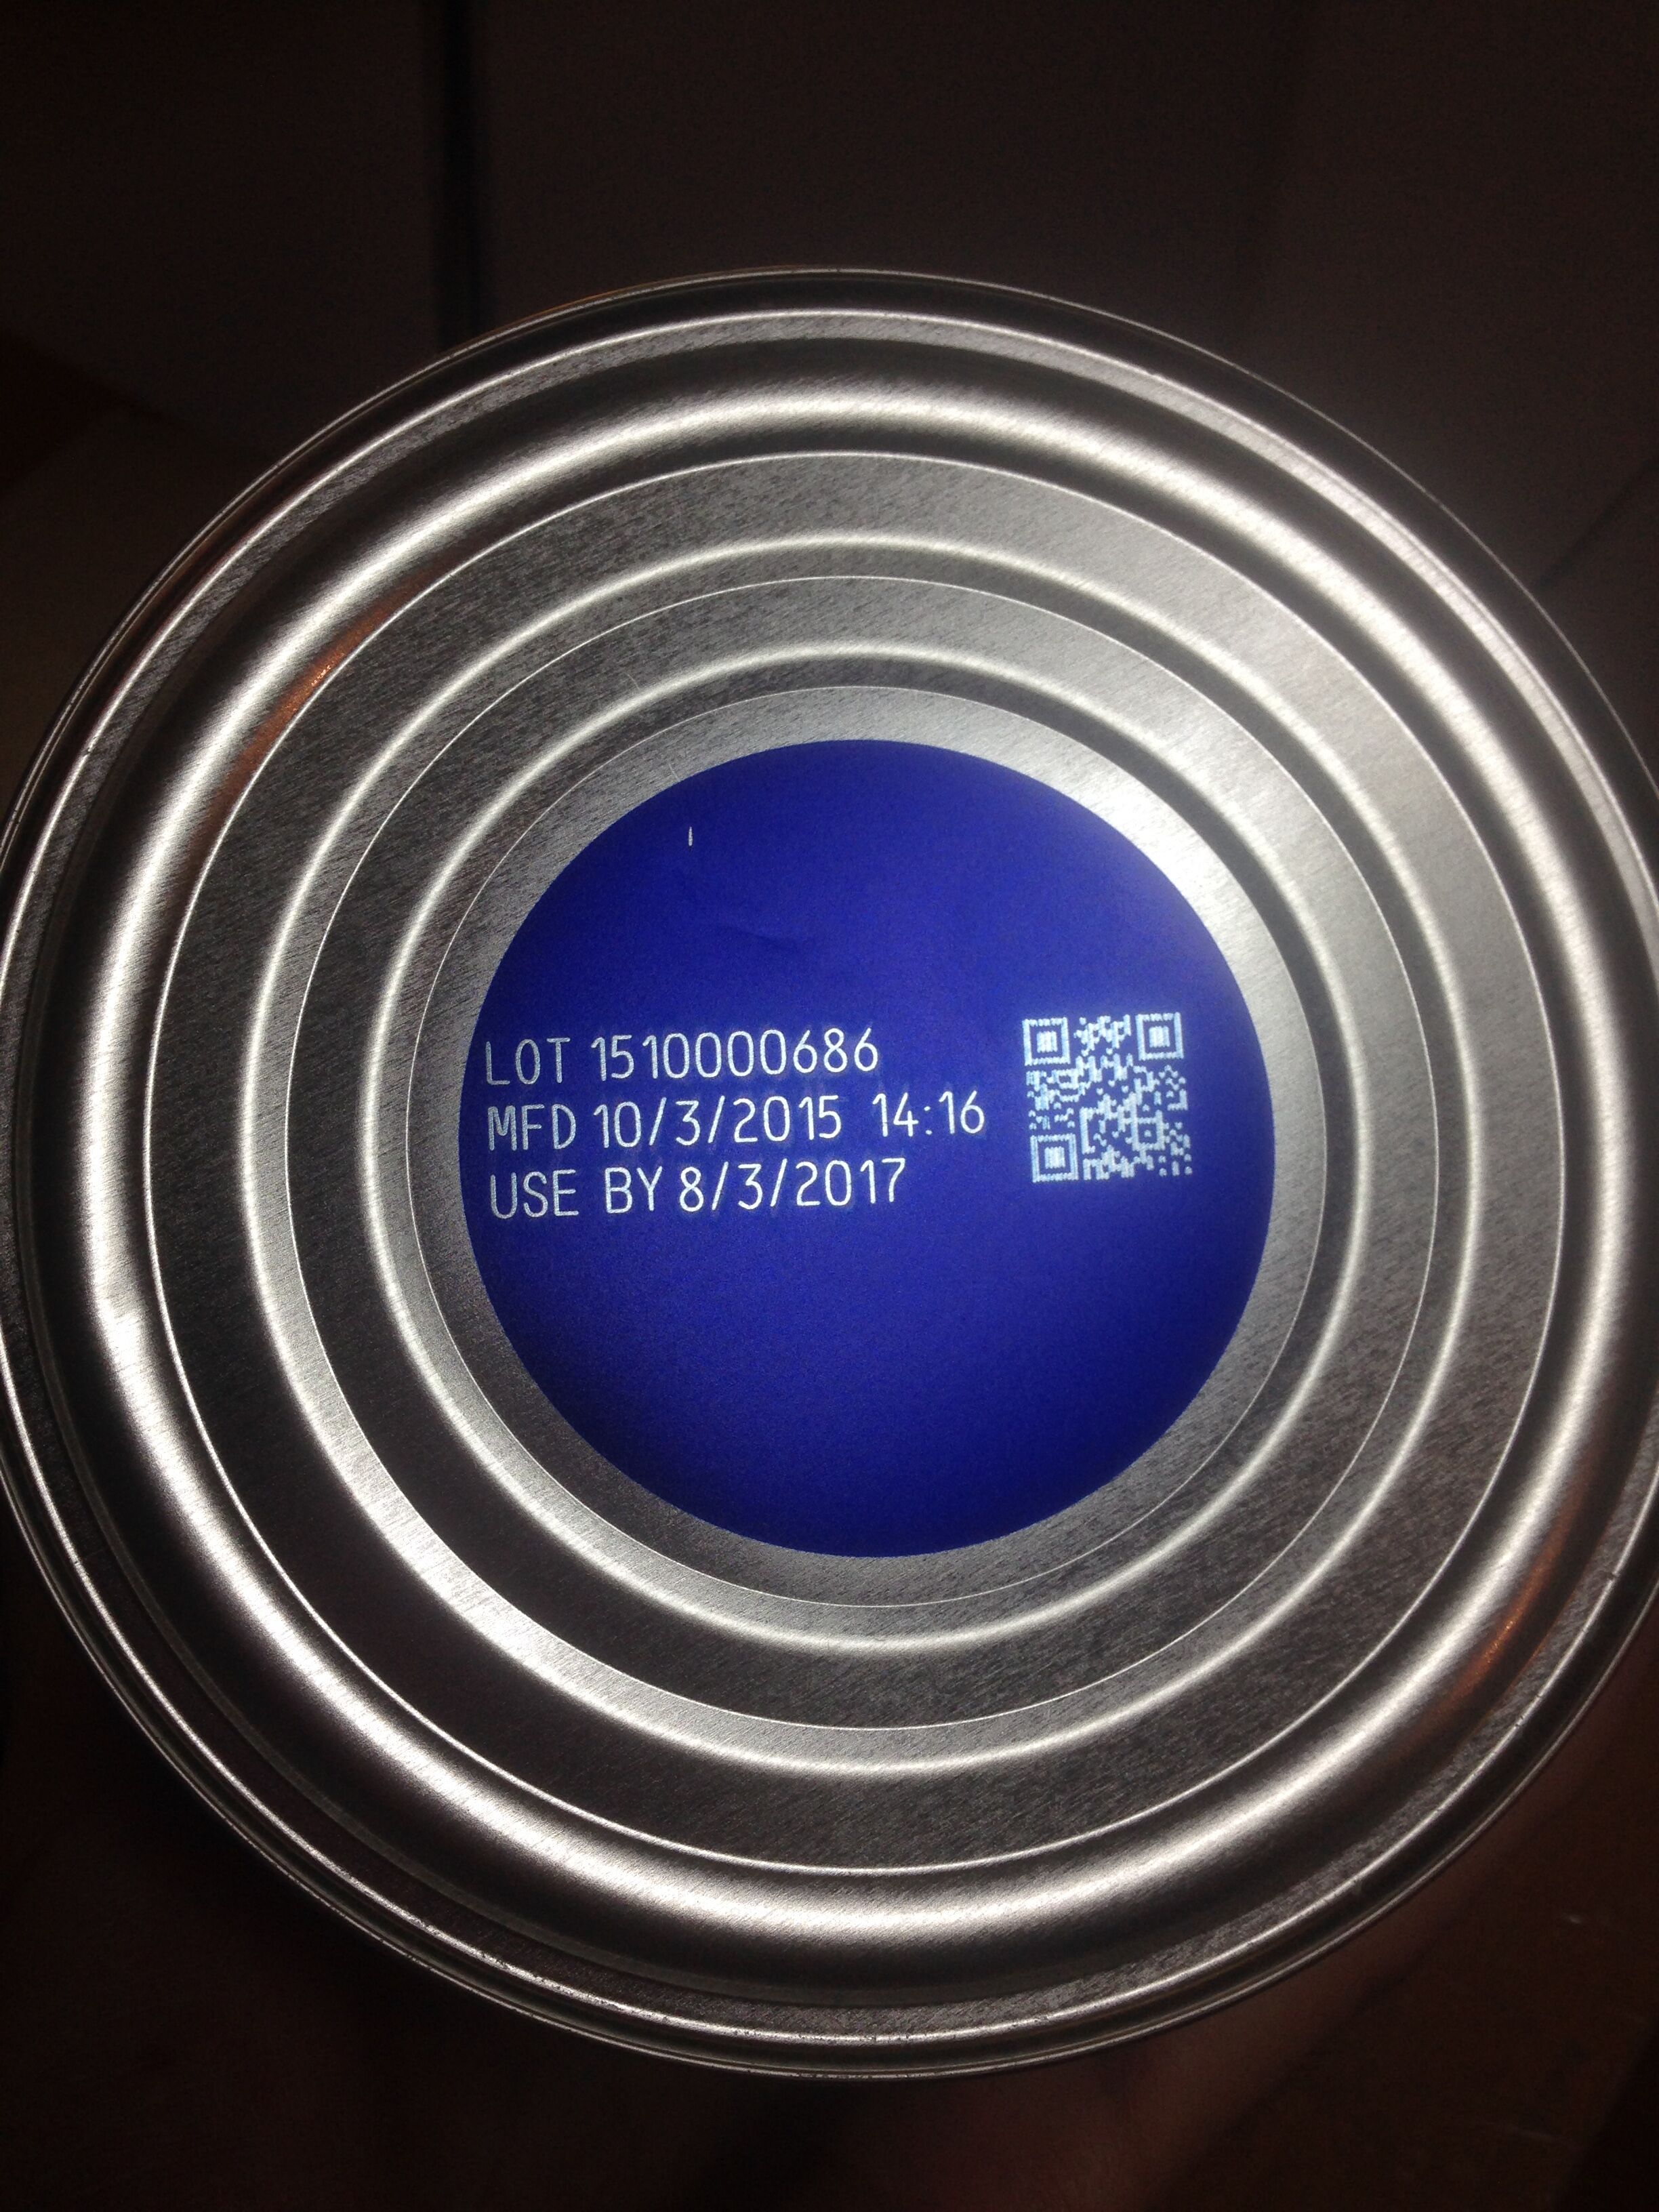 LOT 1510000686
MFD 10/3/2015 14:16
USE BY 8/3/2017